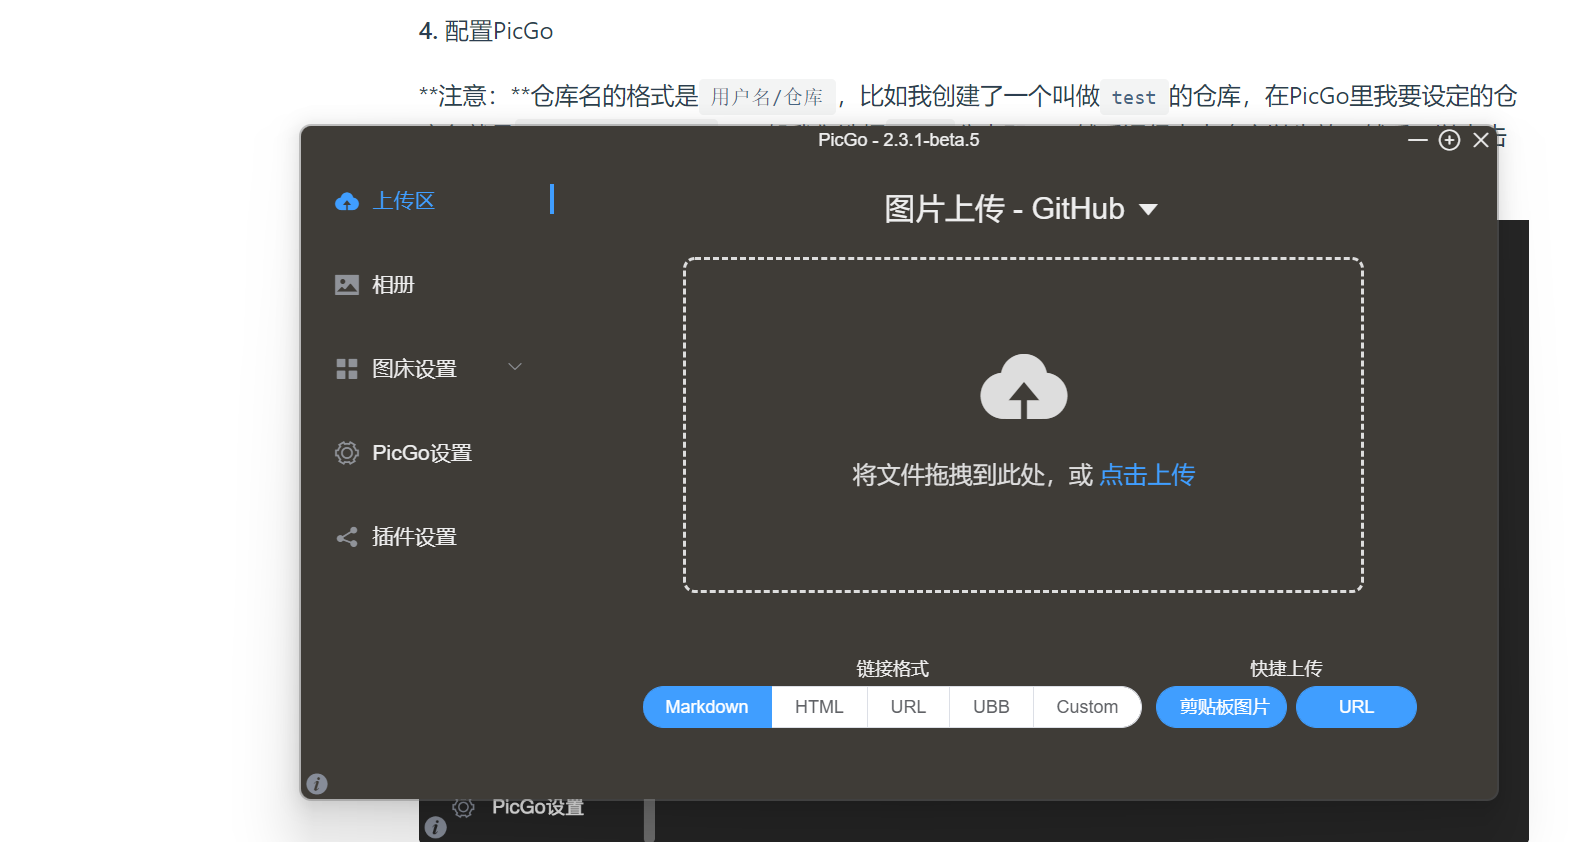 4. 配置PicGo
**注意：**仓库名的格式是 用户名/仓库 ，比如我创建了一个叫做 test 的仓库，在PicGo里我要设定的仓
击
PicGo - 2.3.1-beta.5
上传区
图片上传 - GitHub
相册
图床设置
PicGo设置
将文件拖拽到此处，或 点击上传
插件设置
链接格式
快捷上传
Markdown HTML URL UBB Custom 剪贴板图片 URL
PicGo设置